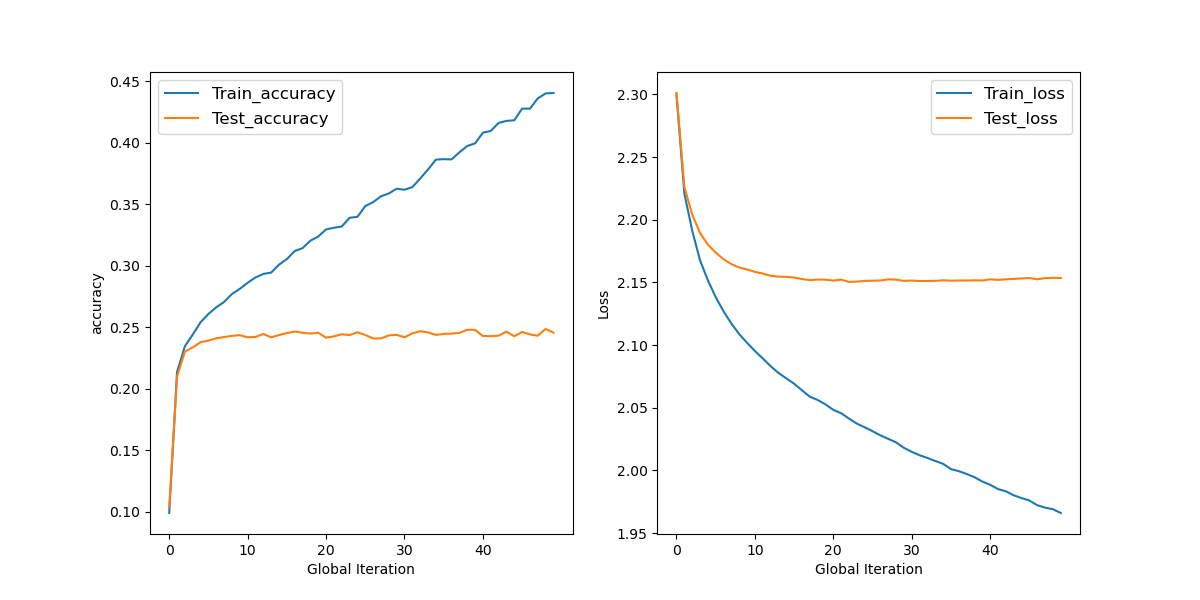 Train_accuracy
Test_accuracy
0.45
0.40
0.35
0.30
0.25
0.20
0.15
0.10
accuracy
0 10 20 30 40
Global Iteration
Train_loss
Test_loss
2.30
2.25
2.20
2.15
2.10
2.05
2.00
1.95
Loss
0 10 20 30 40
Global Iteration